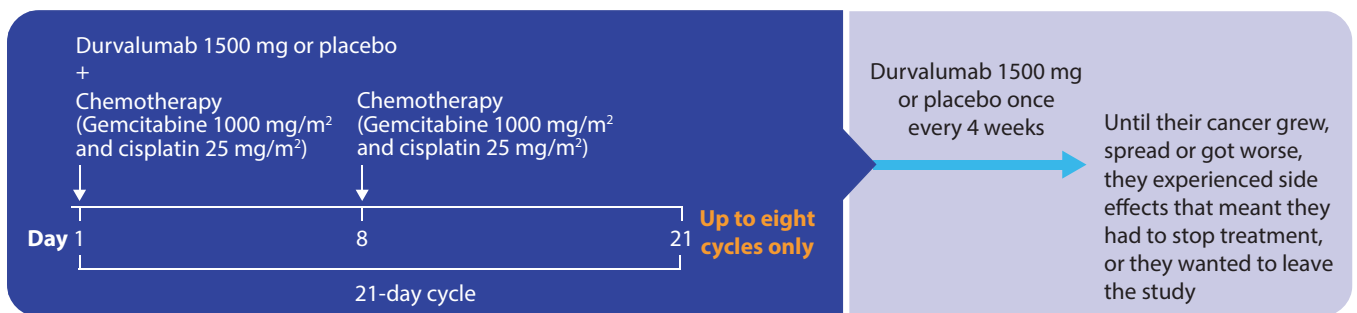 Durvalumab 1500 mg or placebo
+
Chemotherapy
(Gemcitabine 1000 mg/m²
and cisplatin 25 mg/m²)
Chemotherapy
(Gemcitabine 1000 mg/m²
and cisplatin 25 mg/m²)
Day 1
8
21
Up to eight
cycles only
21-day cycle
Durvalumab 1500 mg
or placebo once
every 4 weeks
Until their cancer grew,
spread or got worse,
they experienced side
effects that meant they
had to stop treatment,
or they wanted to leave
the study